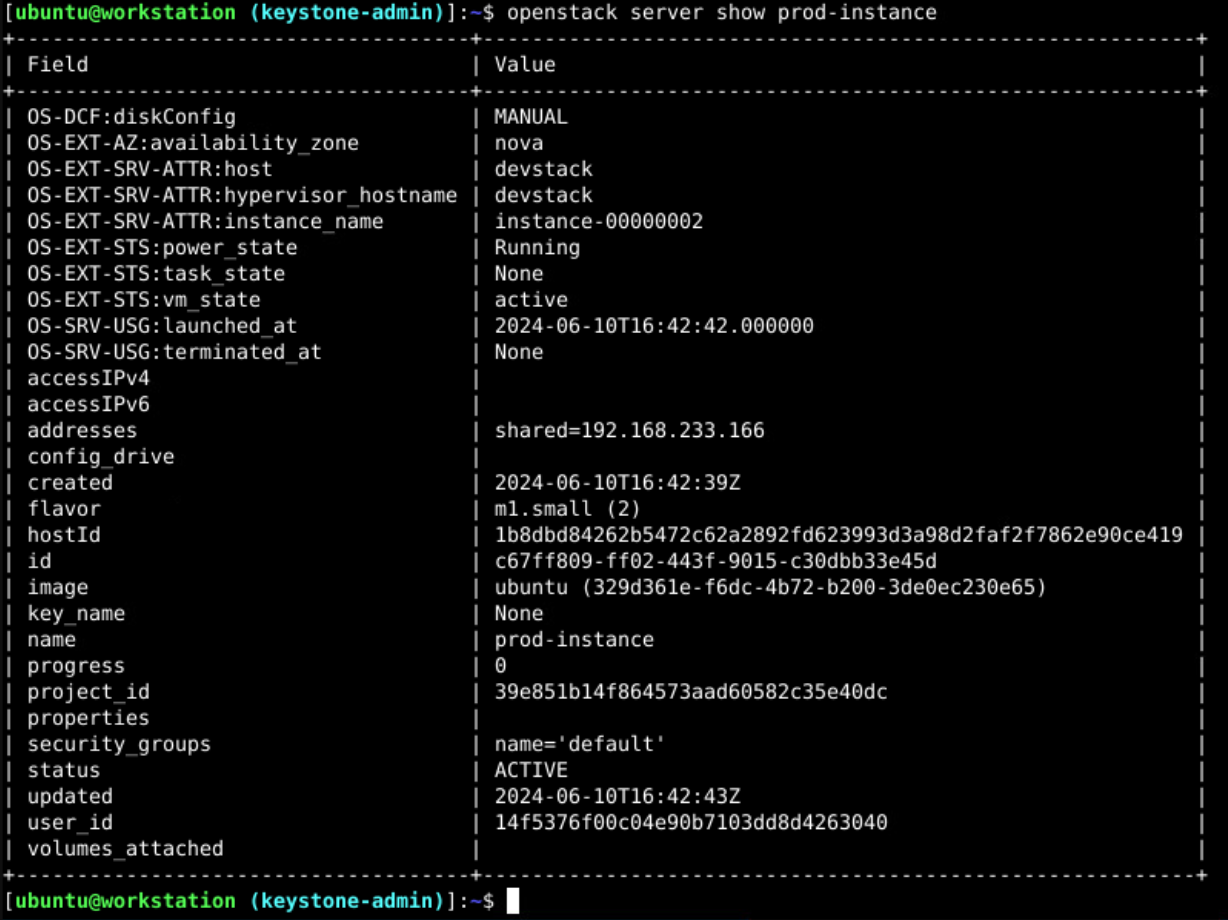 [ubuntu@workstation (keystone-admin)]:~$ openstack server show prod-instance
+-------------------------------------+----------------------------------------------------------+
| Field                               | Value                                                    |
+-------------------------------------+----------------------------------------------------------+
| OS-DCF:diskConfig                   | MANUAL                                                   |
| OS-EXT-AZ:availability_zone         | nova                                                     |
| OS-EXT-SRV-ATTR:host                | devstack                                                 |
| OS-EXT-SRV-ATTR:hypervisor_hostname | devstack                                                 |
| OS-EXT-SRV-ATTR:instance_name       | instance-00000002                                        |
| OS-EXT-STS:power_state              | Running                                                  |
| OS-EXT-STS:task_state               | None                                                     |
| OS-EXT-STS:vm_state                 | active                                                   |
| OS-SRV-USG:launched_at              | 2024-06-10T16:42:42.000000                               |
| OS-SRV-USG:terminated_at            | None                                                     |
| accessIPv4                          |                                                          |
| accessIPv6                          |                                                          |
| addresses                           | shared=192.168.233.166                                   |
| config_drive                        |                                                          |
| created                             | 2024-06-10T16:42:39Z                                     |
| flavor                              | m1.small (2)                                             |
| hostId                              | 1b8dbd84262b5472c62a2892fd623993d3a98d2faf2f7862e90ce419 |
| id                                  | c67ff809-ff02-443f-9015-c30dbb33e45d                     |
| image                               | ubuntu (329d361e-f6dc-4b72-b200-3de0ec230e65)            |
| key_name                            | None                                                     |
| name                                | prod-instance                                            |
| progress                            | 0                                                        |
| project_id                          | 39e851b14f864573aad60582c35e40dc                         |
| properties                          |                                                          |
| security_groups                     | name='default'                                           |
| status                              | ACTIVE                                                   |
| updated                             | 2024-06-10T16:42:43Z                                     |
| user_id                             | 14f5376f00c04e90b7103dd8d4263040                         |
| volumes_attached                    |                                                          |
+-------------------------------------+----------------------------------------------------------+
[ubuntu@workstation (keystone-admin)]:~$